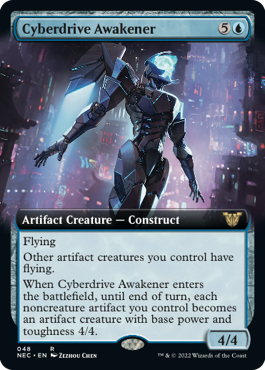 Cyberdrive Awakener 5
Artifact Creature — Construct
Flying
Other artifact creatures you control have
flying.
When Cyberdrive Awakener enters
the battlefield, until end of turn, each
noncreature artifact you control becomes
an artifact creature with base power and
toughness 4/4.
4/4
048 R
NEC • EN Zezhou Chen
™ & © 2022 Wizards of the Coast